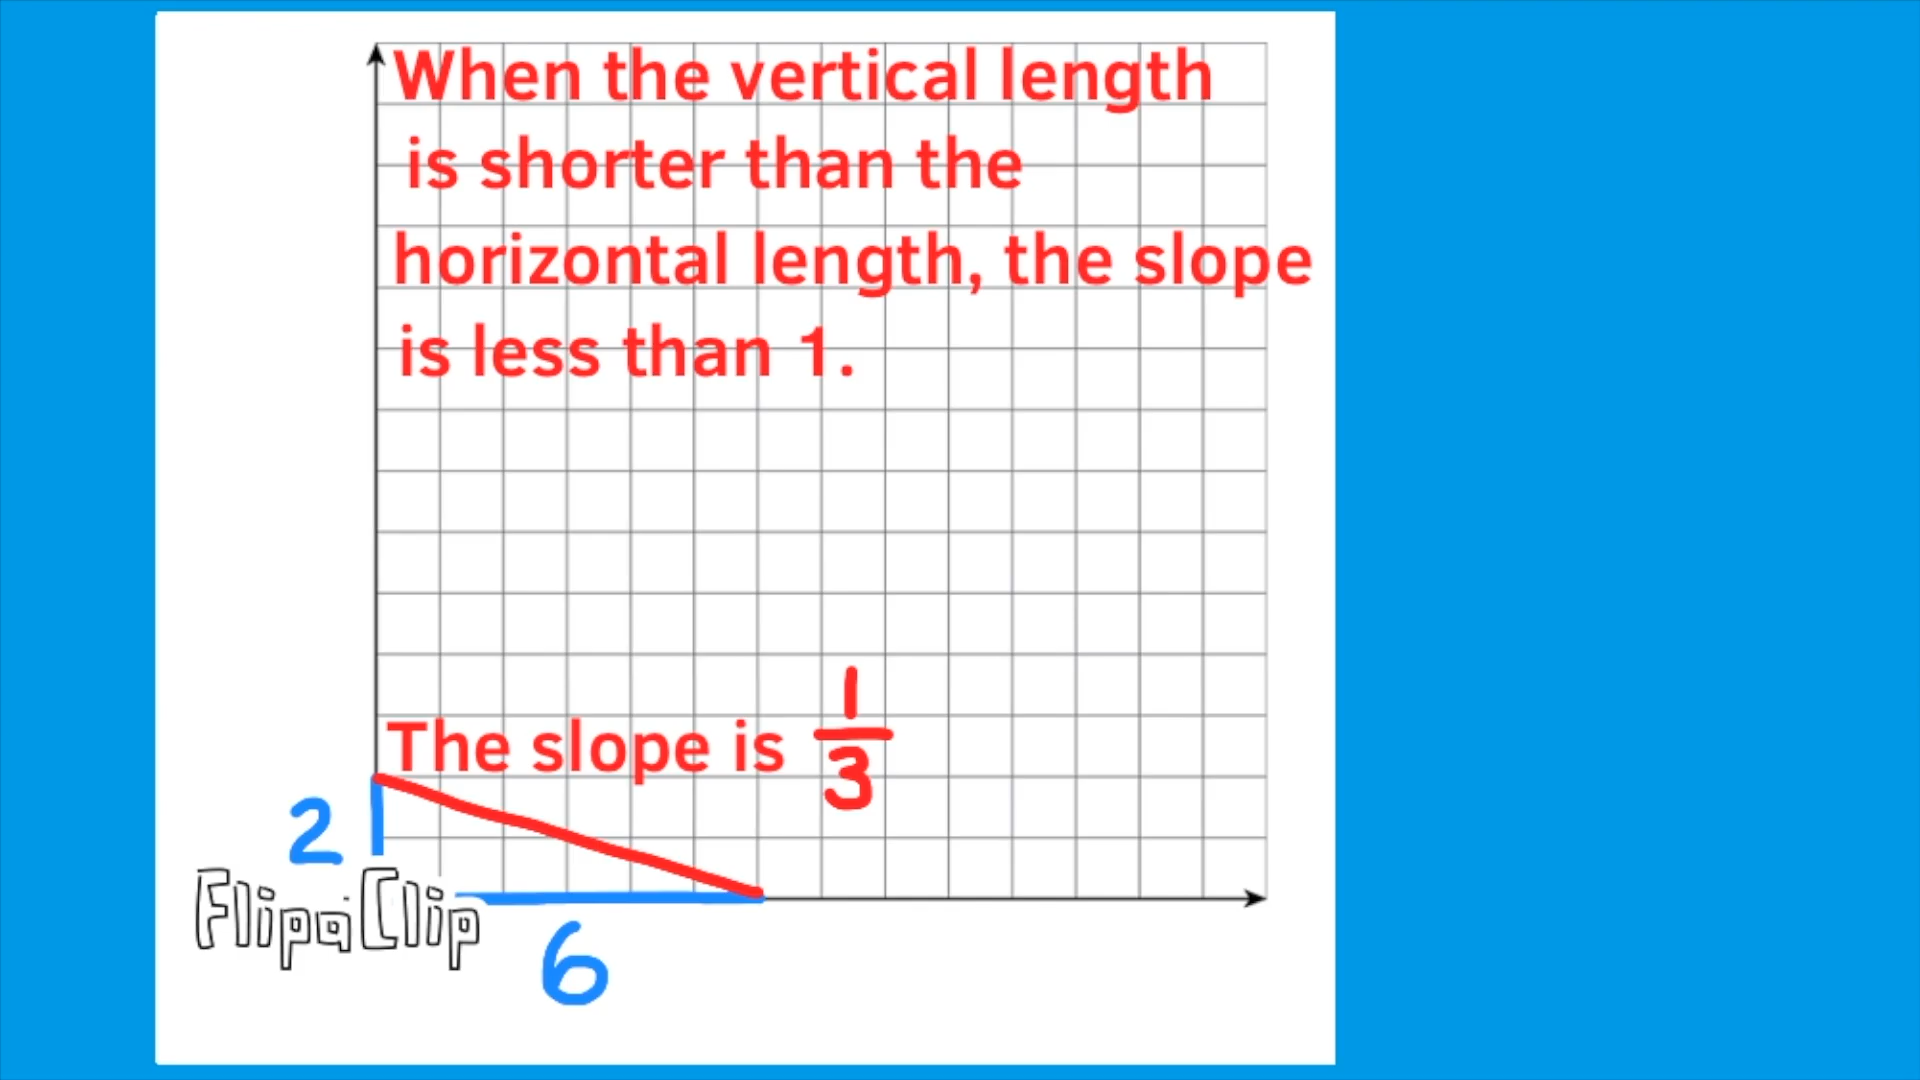 When the vertical length
is shorter than the
horizontal length, the slope
is less than 1.
The slope is 1/3
2
FlipaClip
6